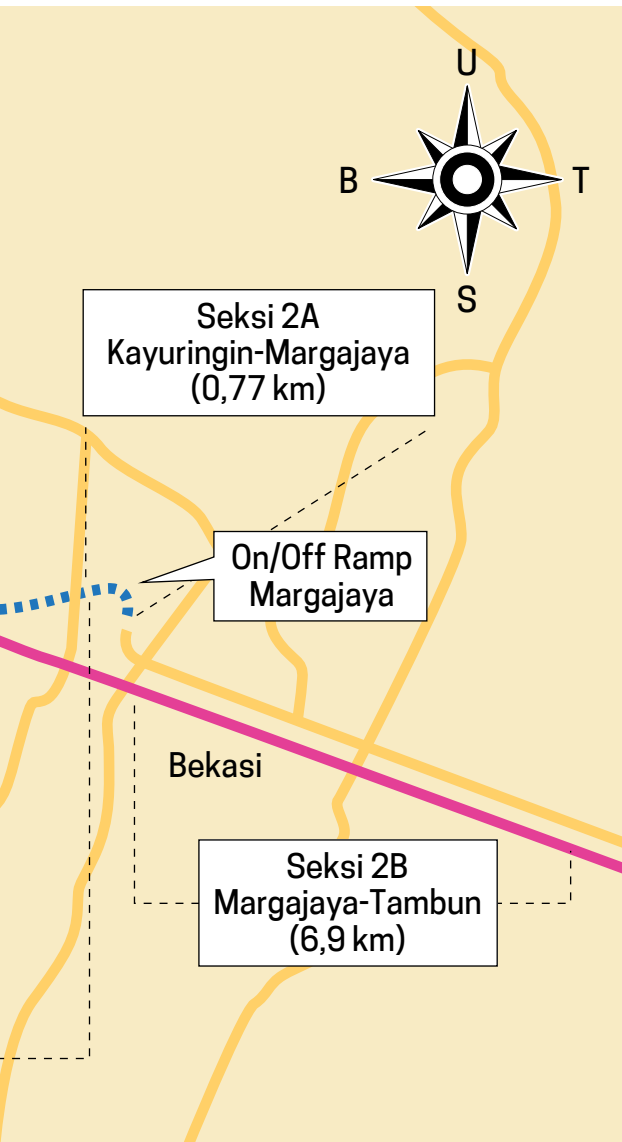 U
B
T
S
Seksi 2A
Kayuringin-Margajaya
(0,77 km)
On/Off Ramp
Margajaya
Bekasi
Seksi 2B
Margajaya-Tambun
(6,9 km)